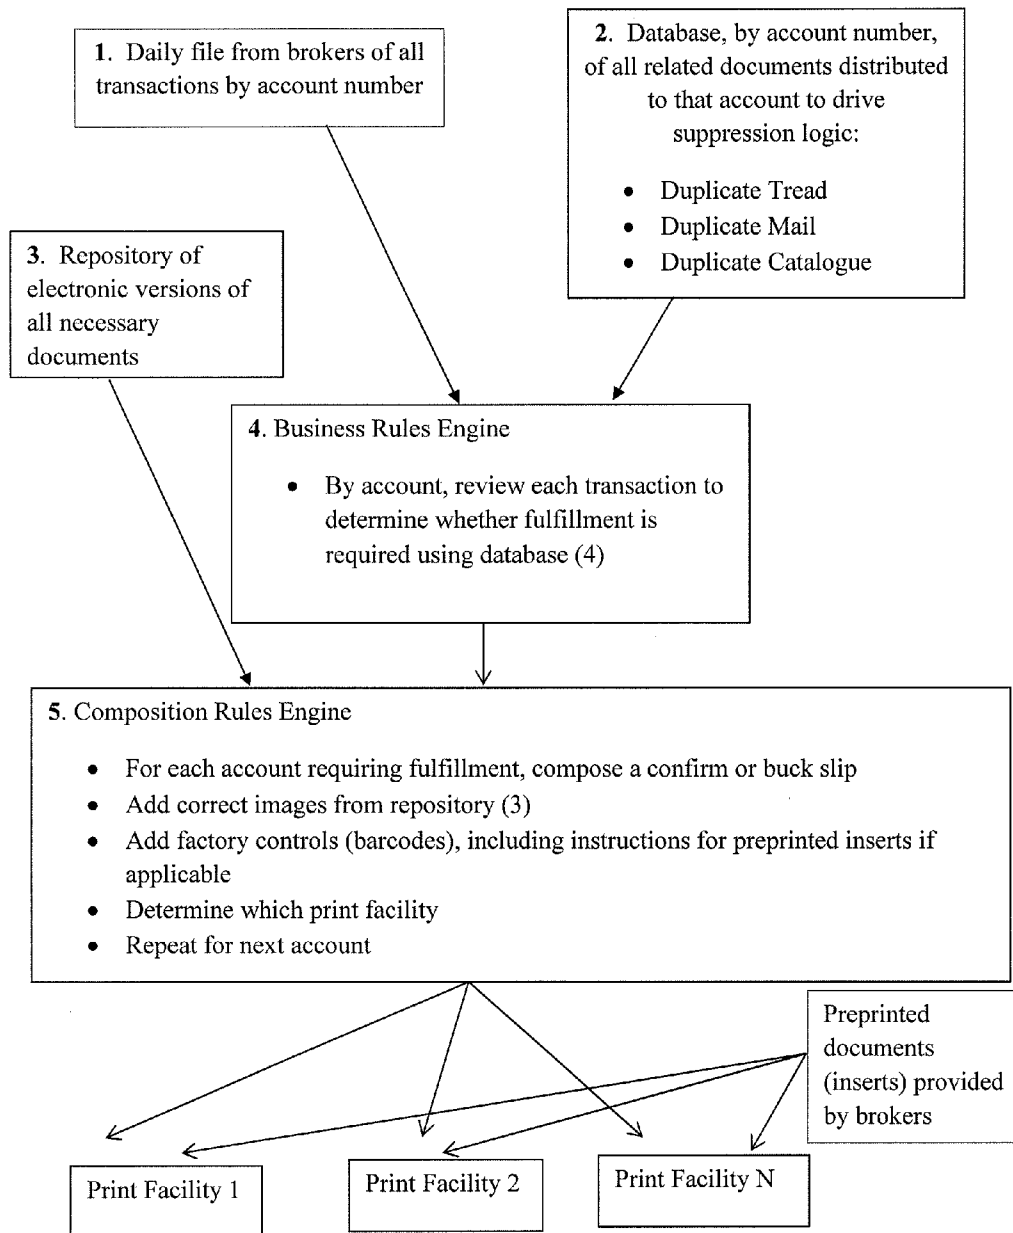 1. Daily file from brokers of all
transactions by account number
2. Database, by account number,
of all related documents distributed
to that account to drive
suppression logic:
• Duplicate Tread
• Duplicate Mail
• Duplicate Catalogue
3. Repository of
electronic versions of
all necessary
documents
4. Business Rules Engine
• By account, review each transaction to
determine whether fulfillment is
required using database (4)
5. Composition Rules Engine
• For each account requiring fulfillment, compose a confirm or buck slip
• Add correct images from repository (3)
• Add factory controls (barcodes), including instructions for preprinted inserts if
applicable
• Determine which print facility
• Repeat for next account
Preprinted
documents
(inserts) provided
by brokers
Print Facility 1
Print Facility 2
Print Facility N